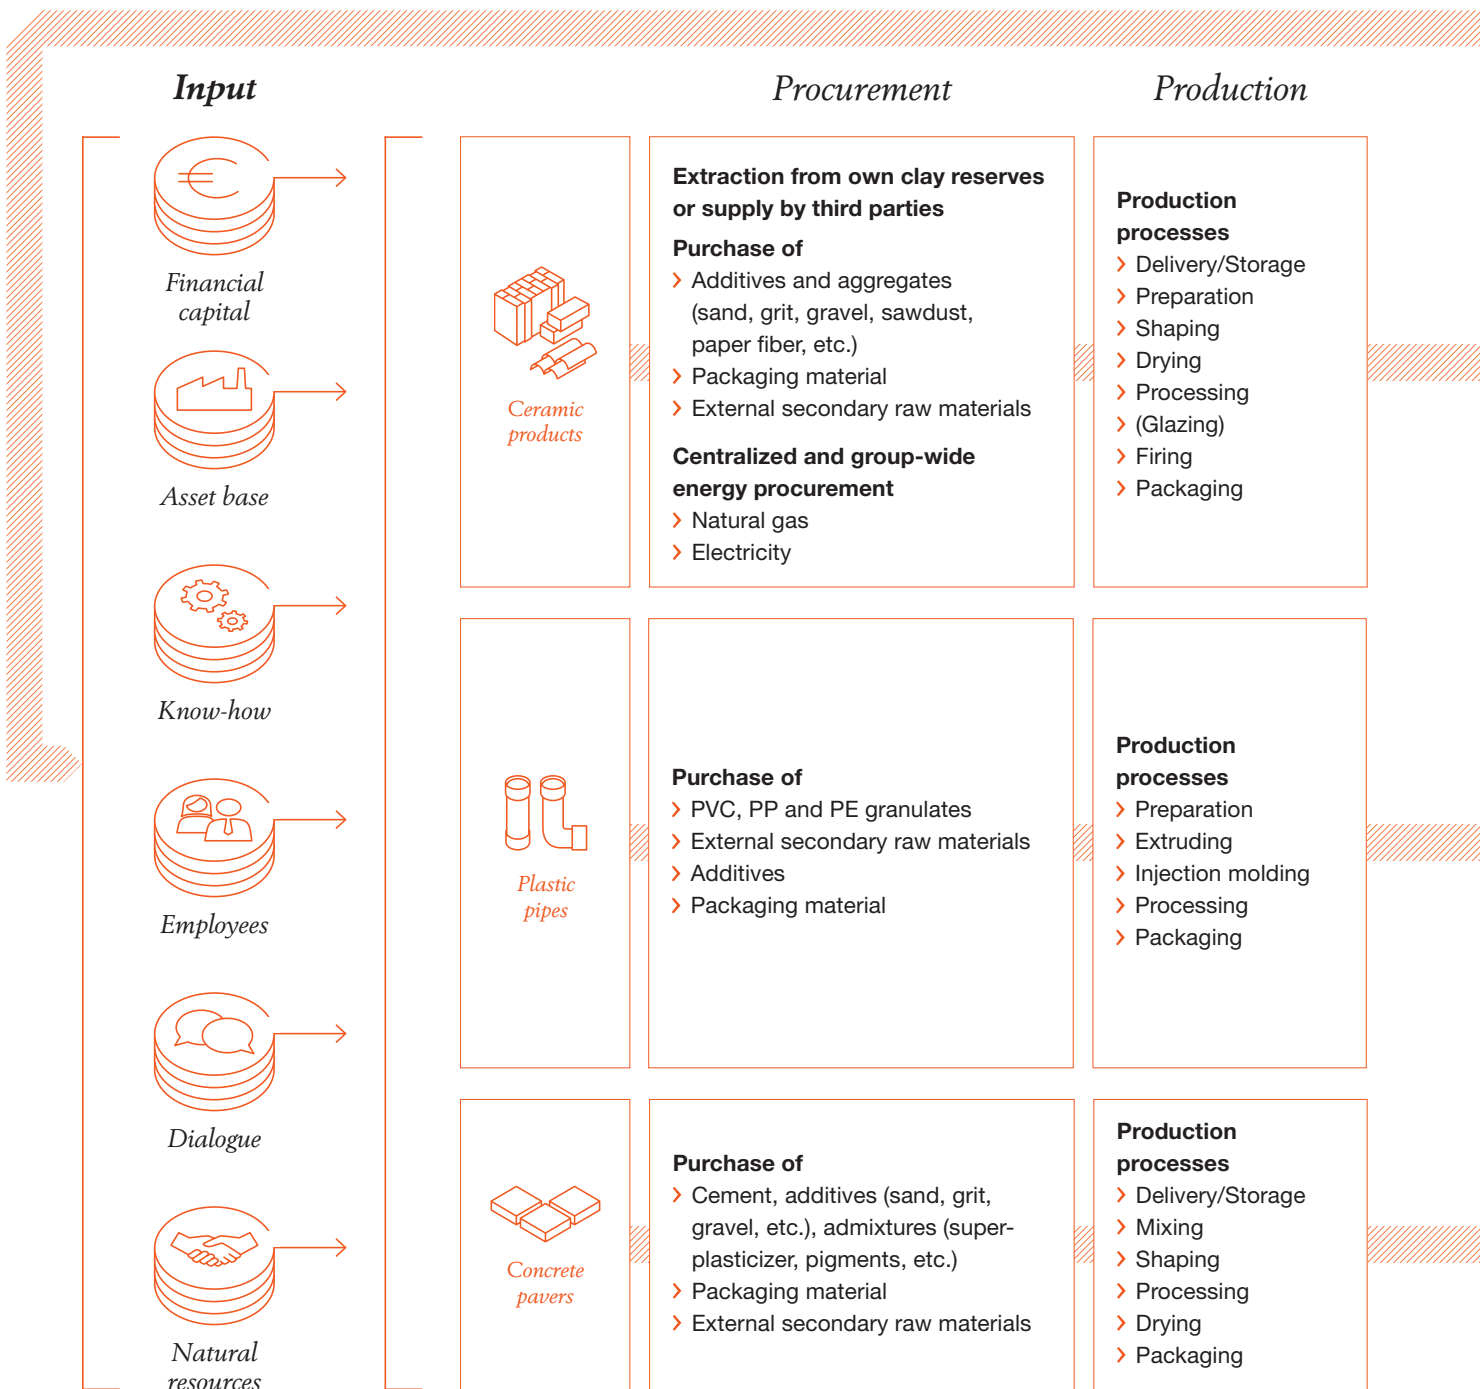 Input
Procurement
Production
Financial
capital
Asset base
Know-how
Employees
Dialogue
Natural
resources
Ceramic
products
Extraction from own clay reserves
or supply by third parties
Purchase of
› Additives and aggregates
(sand, grit, gravel, sawdust,
paper fiber, etc.)
› Packaging material
› External secondary raw materials
Centralized and group-wide
energy procurement
› Natural gas
› Electricity
Production
processes
› Delivery/Storage
› Preparation
› Shaping
› Drying
› Processing
› (Glazing)
› Firing
› Packaging
Plastic
pipes
Purchase of
› PVC, PP and PE granulates
› External secondary raw materials
› Additives
› Packaging material
Production
processes
› Preparation
› Extruding
› Injection molding
› Processing
› Packaging
Concrete
pavers
Purchase of
› Cement, additives (sand, grit,
gravel, etc.), admixtures (super-
plasticizer, pigments, etc.)
› Packaging material
› External secondary raw materials
Production
processes
› Delivery/Storage
› Mixing
› Shaping
› Processing
› Drying
› Packaging